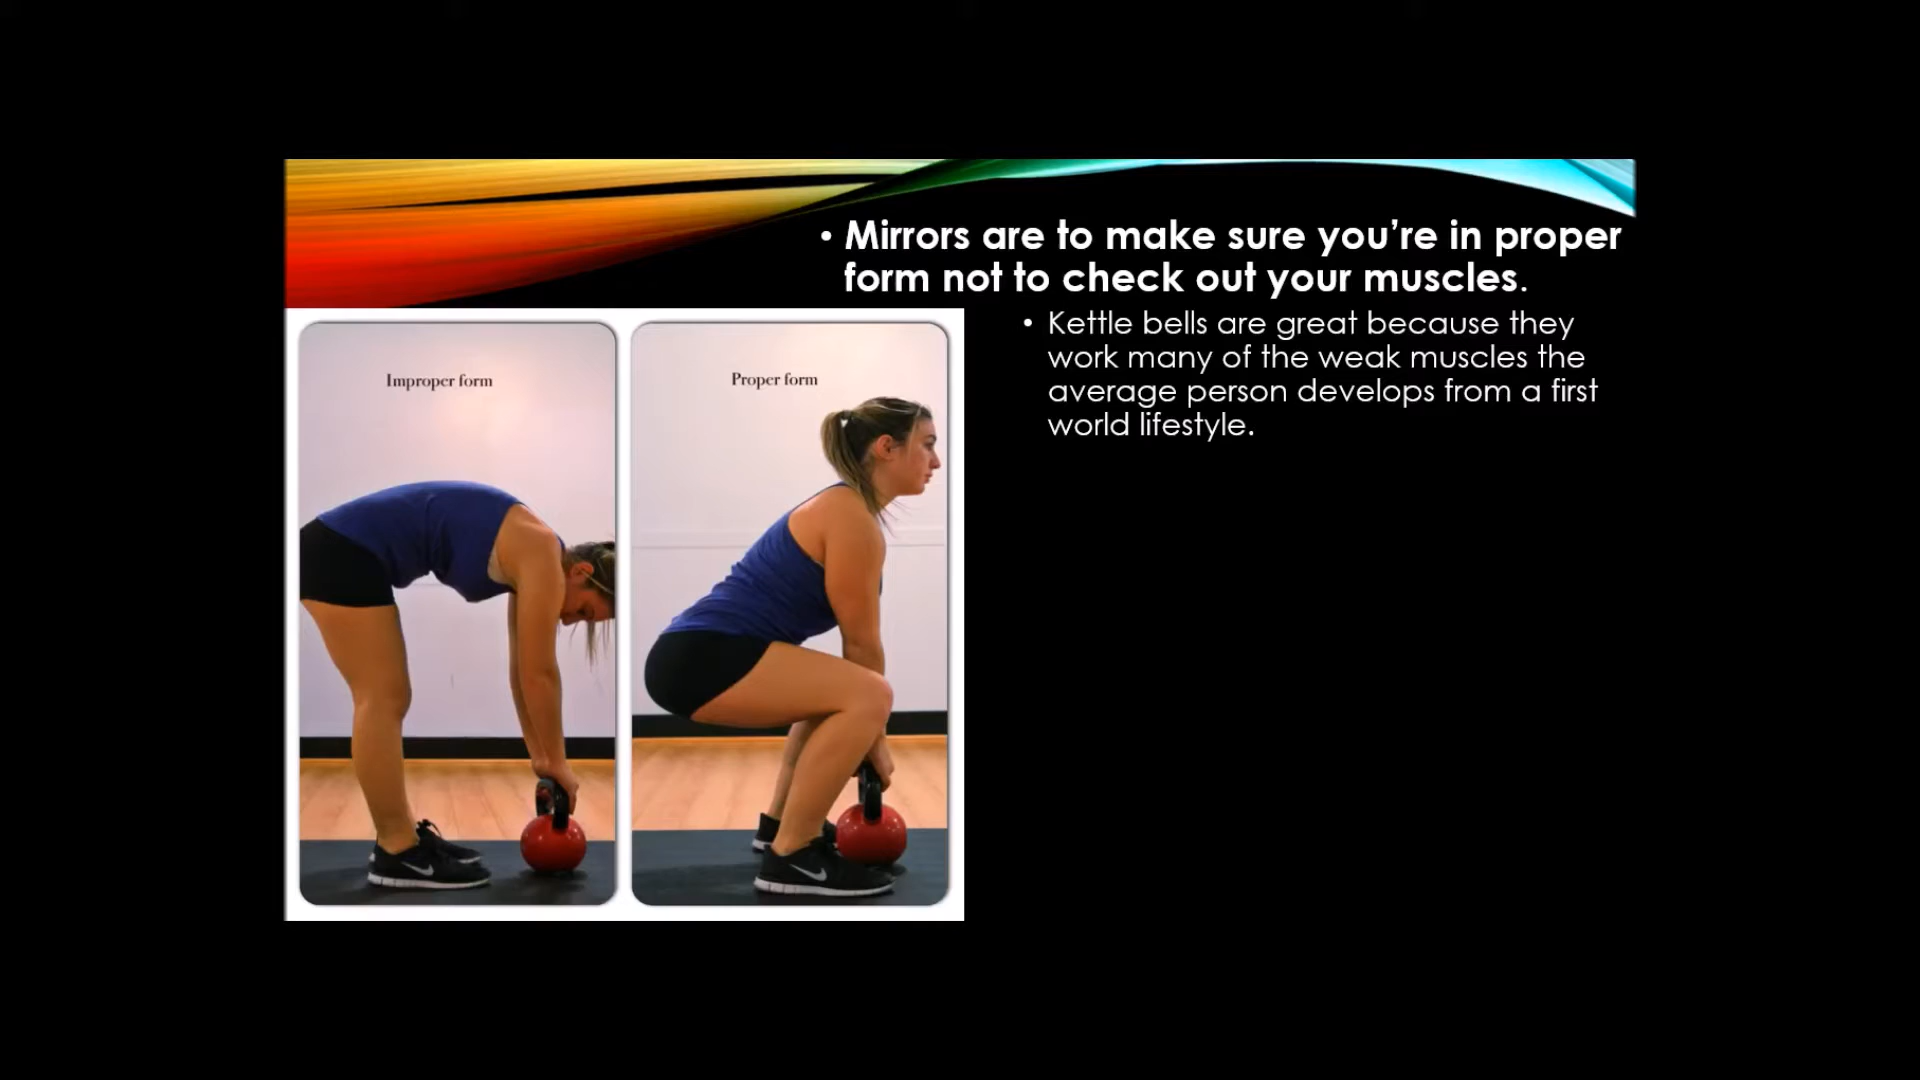 • Mirrors are to make sure you’re in proper
form not to check out your muscles.
• Kettle bells are great because they
work many of the weak muscles the
average person develops from a first
world lifestyle.
Improper form
Proper form